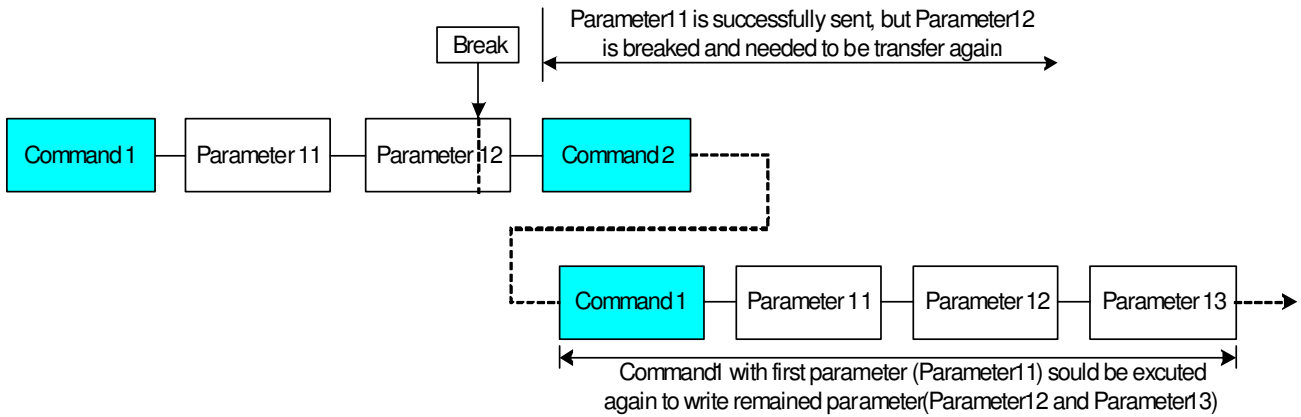 Parameter11 is successfully sent, but Parameter12
is breaked and needed to be transfer again.
Break
Command 1
Parameter 11
Parameter 12
Command 2
Command 1
Parameter 11
Parameter 12
Parameter 13
Command1 with first parameter (Parameter11) sould be excuted
again to write remained parameter(Parameter12 and Parameter13)